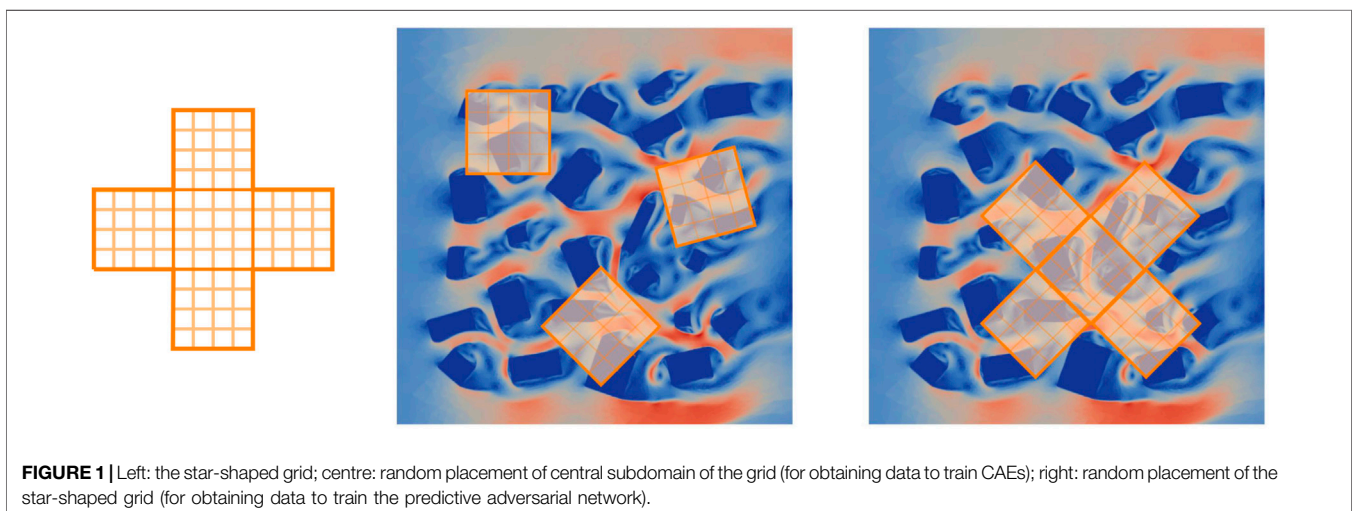 FIGURE 1 | Left: the star-shaped grid; centre: random placement of central subdomain of the grid (for obtaining data to train CAEs); right: random placement of the
star-shaped grid (for obtaining data to train the predictive adversarial network).